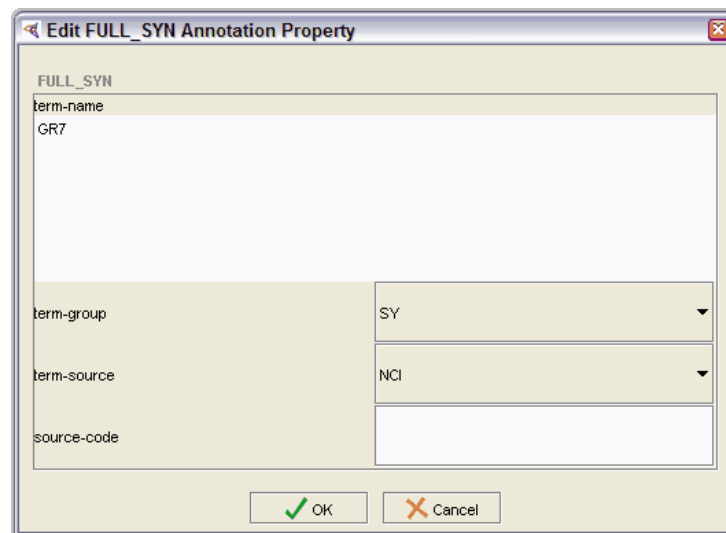 Edit FULL_SYN Annotation Property
FULL_SYN
term-name
GR7
term-group SY
term-source NCI
source-code
OK Cancel